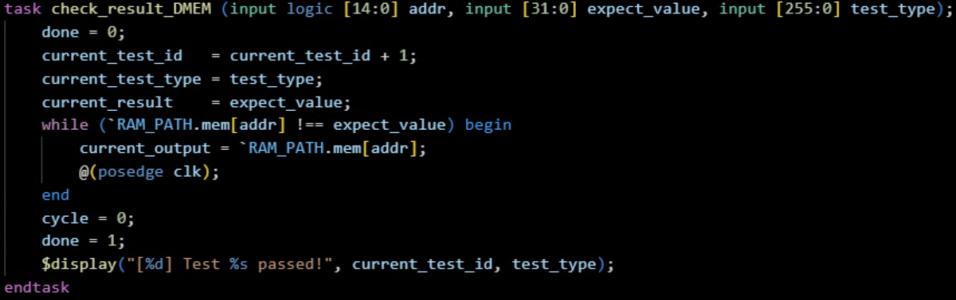 task check_result_DMEM (input logic [14:0] addr, input [31:0] expect_value, input [255:0] test_type);
    done = 0;
    current_test_id   = current_test_id + 1;
    current_test_type = test_type;
    current_result    = expect_value;
    while (`RAM_PATH.mem[addr] !== expect_value) begin
        current_output = `RAM_PATH.mem[addr];
        @(posedge clk);
    end
    cycle = 0;
    done = 1;
    $display("[%d] Test %s passed!", current_test_id, test_type);
endtask